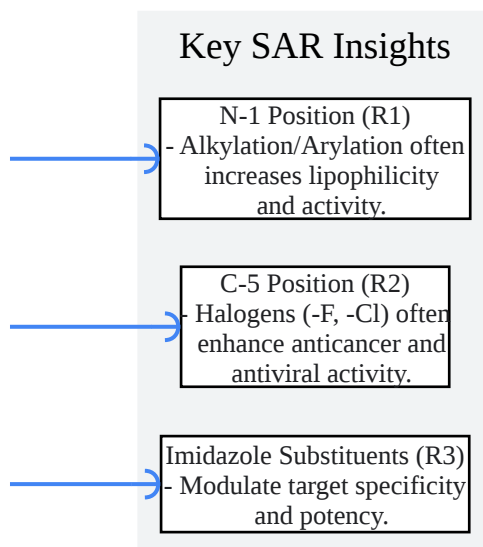 Key SAR Insights
N-1 Position (R1)
- Alkylation/Arylation often
increases lipophilicity
and activity.
C-5 Position (R2)
- Halogens (-F, -Cl) often
enhance anticancer and
antiviral activity.
Imidazole Substituents (R3)
- Modulate target specificity
and potency.